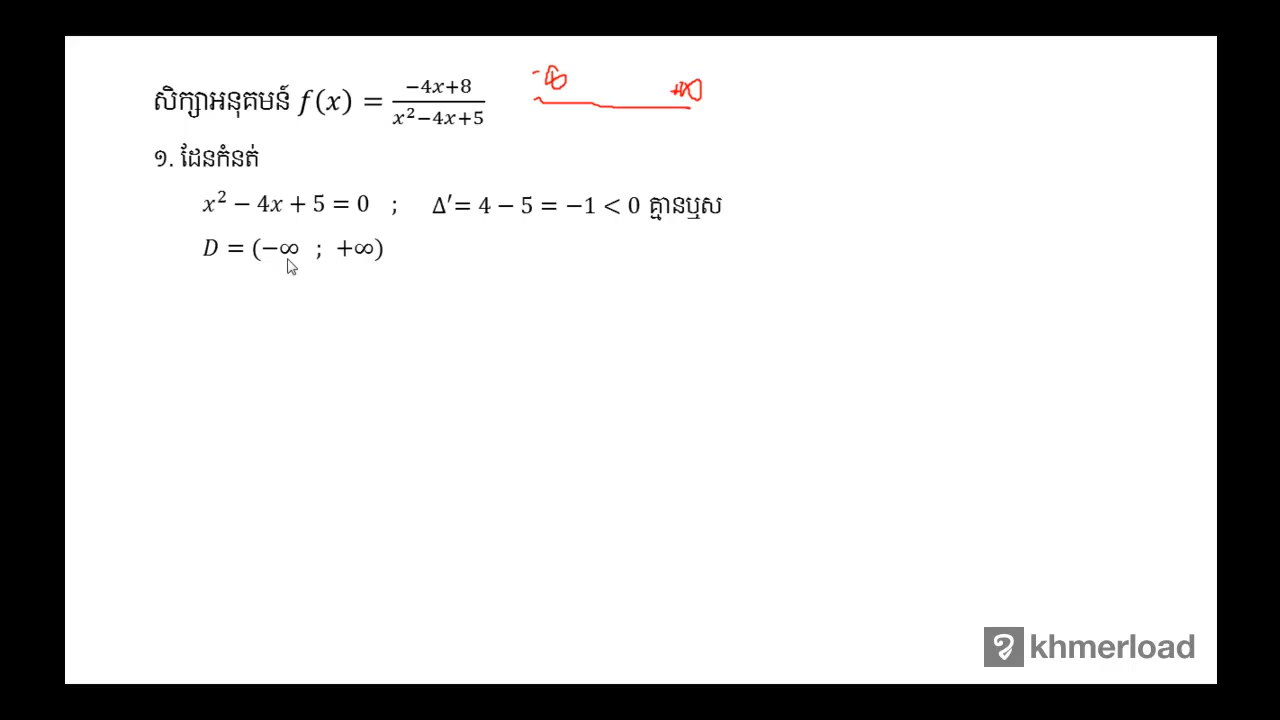 សិក្សាអនុគមន៍ f(x) = (−4x+8)/(x²−4x+5) -∞ +∞
១. ដែនកំនត់
x² − 4x + 5 = 0 ; Δ′= 4 − 5 = −1 < 0 គ្មានឬស
D = (−∞ ; +∞)
khmerload